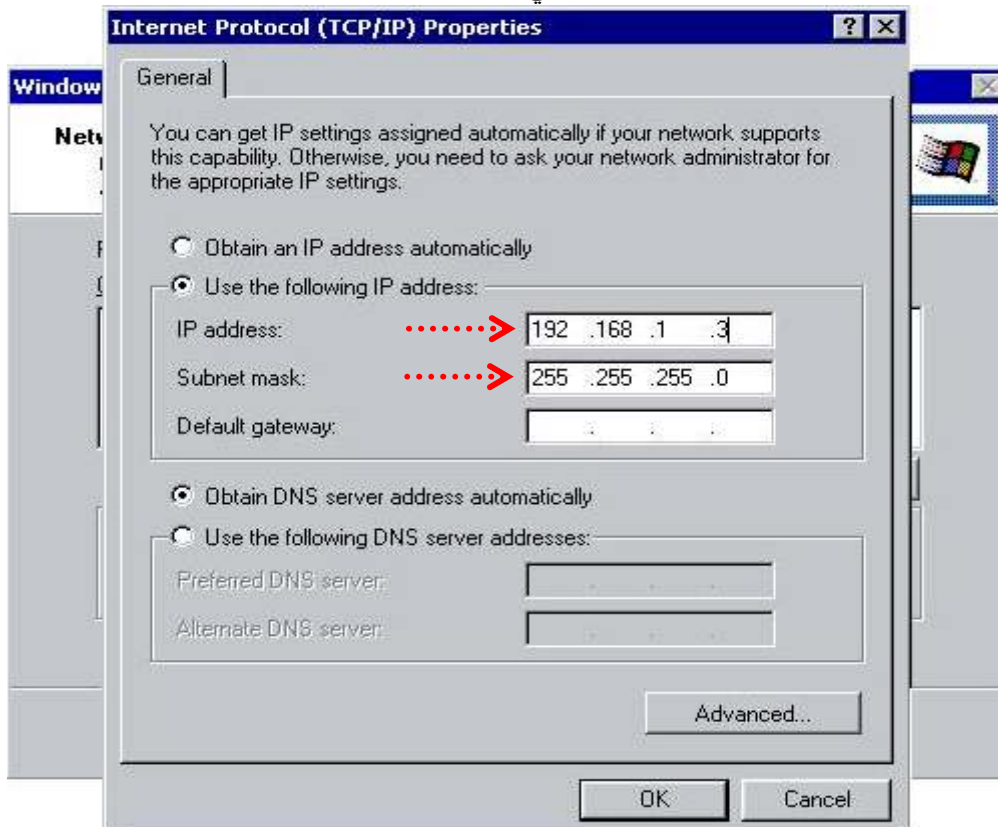 Internet Protocol (TCP/IP) Properties
Window
General
Netw
You can get IP settings assigned automatically if your network supports
this capability. Otherwise, you need to ask your network administrator for
the appropriate IP settings.
Obtain an IP address automatically
Use the following IP address:
IP address: 192 .168 .1 .3
Subnet mask: 255 .255 .255 .0
Default gateway: . . .
Obtain DNS server address automatically
Use the following DNS server addresses:
Preferred DNS server: . . .
Alternate DNS server: . . .
Advanced...
OK Cancel